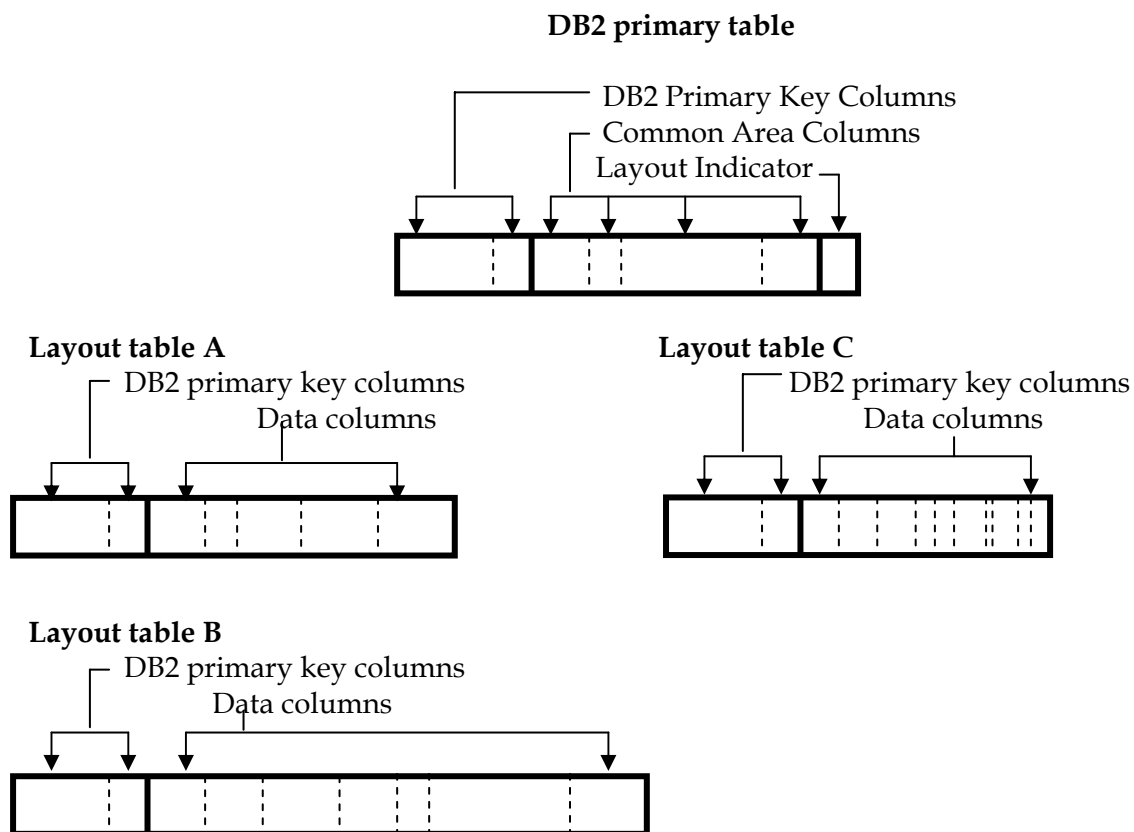 DB2 primary table
DB2 Primary Key Columns
Common Area Columns
Layout Indicator
Layout table A
DB2 primary key columns
Data columns
Layout table C
DB2 primary key columns
Data columns
Layout table B
DB2 primary key columns
Data columns